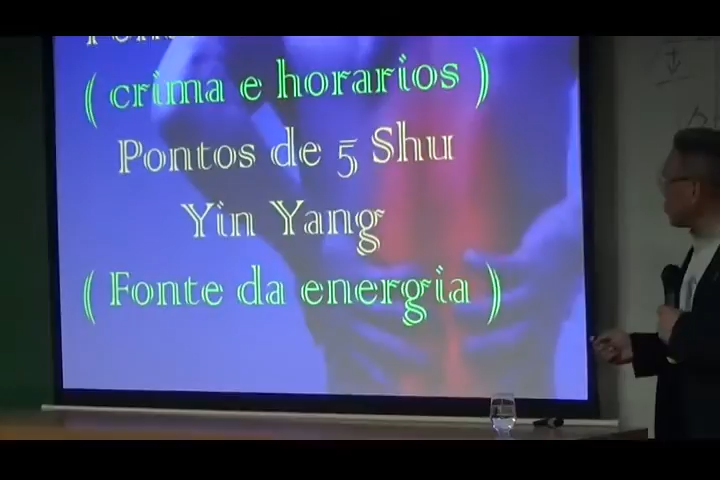 ( crima e horarios )
Pontos de 5 Shu
Yin Yang
( Fonte da energia )